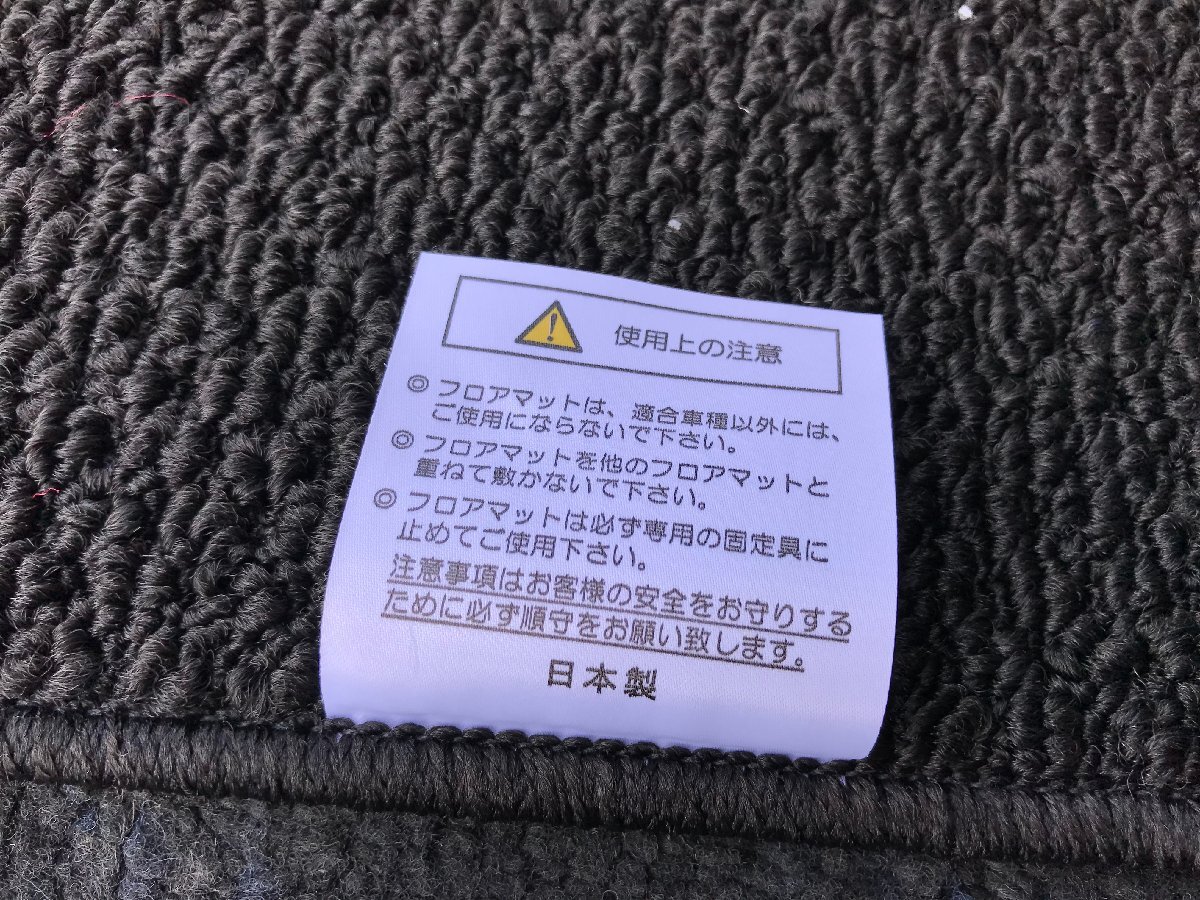 使用上の注意
◎ フロアマットは、適合車種以外には、
ご使用にならないで下さい。
◎ フロアマットを他のフロアマットと
重ねて敷かないで下さい。
◎ フロアマットは必ず専用の固定具に
止めてご使用下さい。
注意事項はお客様の安全をお守りする
ために必ず順守をお願い致します。
日本製